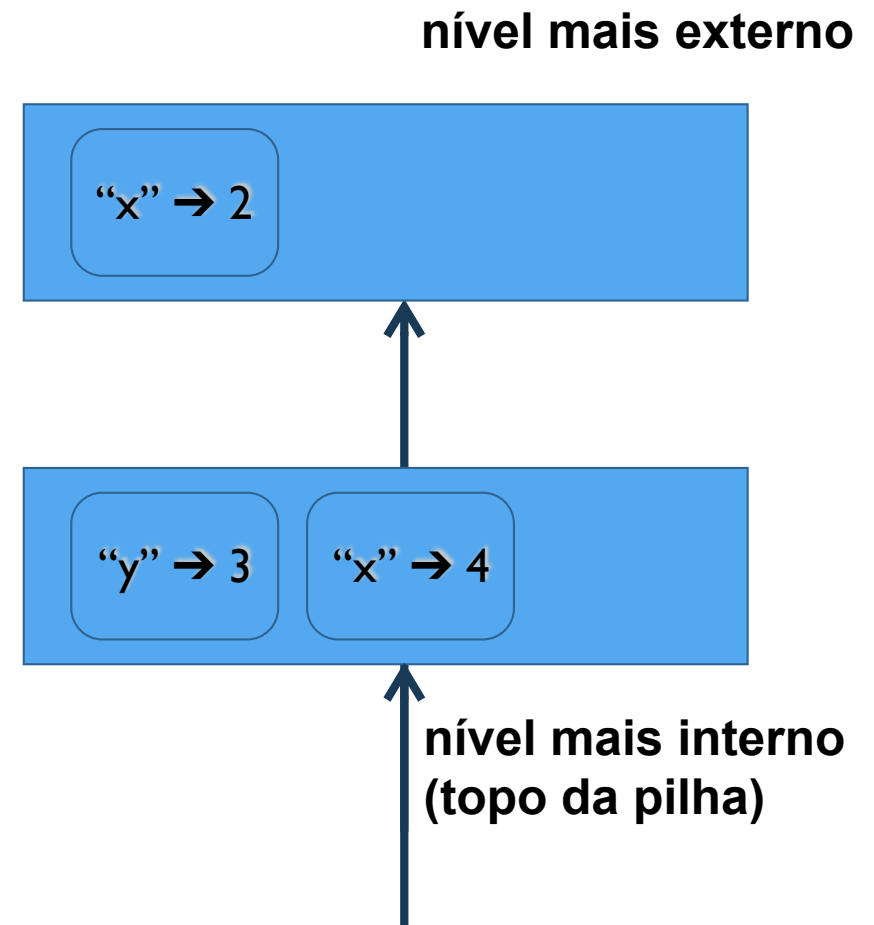 nível mais externo
“x” ➔ 2
“y” ➔ 3
“x” ➔ 4
nível mais interno
(topo da pilha)